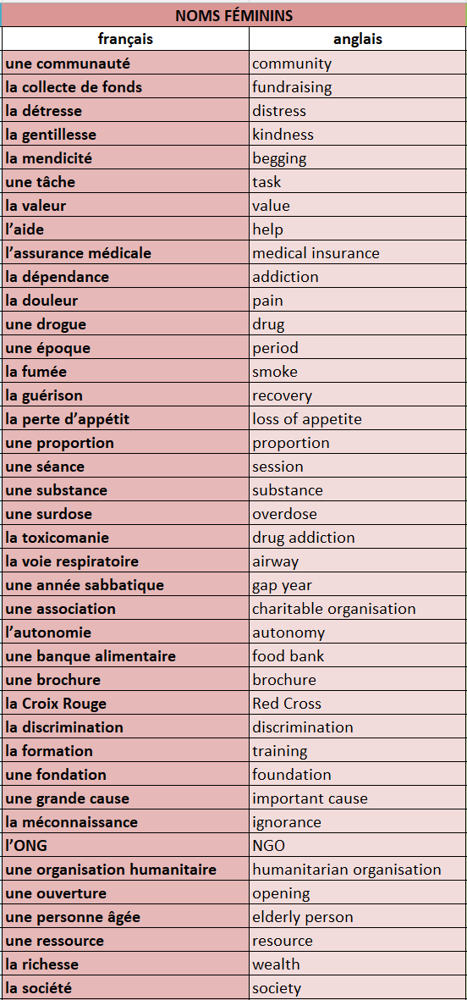 NOMS FÉMININS
français anglais
une communauté community
la collecte de fonds fundraising
la détresse distress
la gentillesse kindness
la mendicité begging
une tâche task
la valeur value
l’aide help
l’assurance médicale medical insurance
la dépendance addiction
la douleur pain
une drogue drug
une époque period
la fumée smoke
la guérison recovery
la perte d’appétit loss of appetite
une proportion proportion
une séance session
une substance substance
une surdose overdose
la toxicomanie drug addiction
la voie respiratoire airway
une année sabbatique gap year
une association charitable organisation
l’autonomie autonomy
une banque alimentaire food bank
une brochure brochure
la Croix Rouge Red Cross
la discrimination discrimination
la formation training
une fondation foundation
une grande cause important cause
la méconnaissance ignorance
l’ONG NGO
une organisation humanitaire humanitarian organisation
une ouverture opening
une personne âgée elderly person
une ressource resource
la richesse wealth
la société society